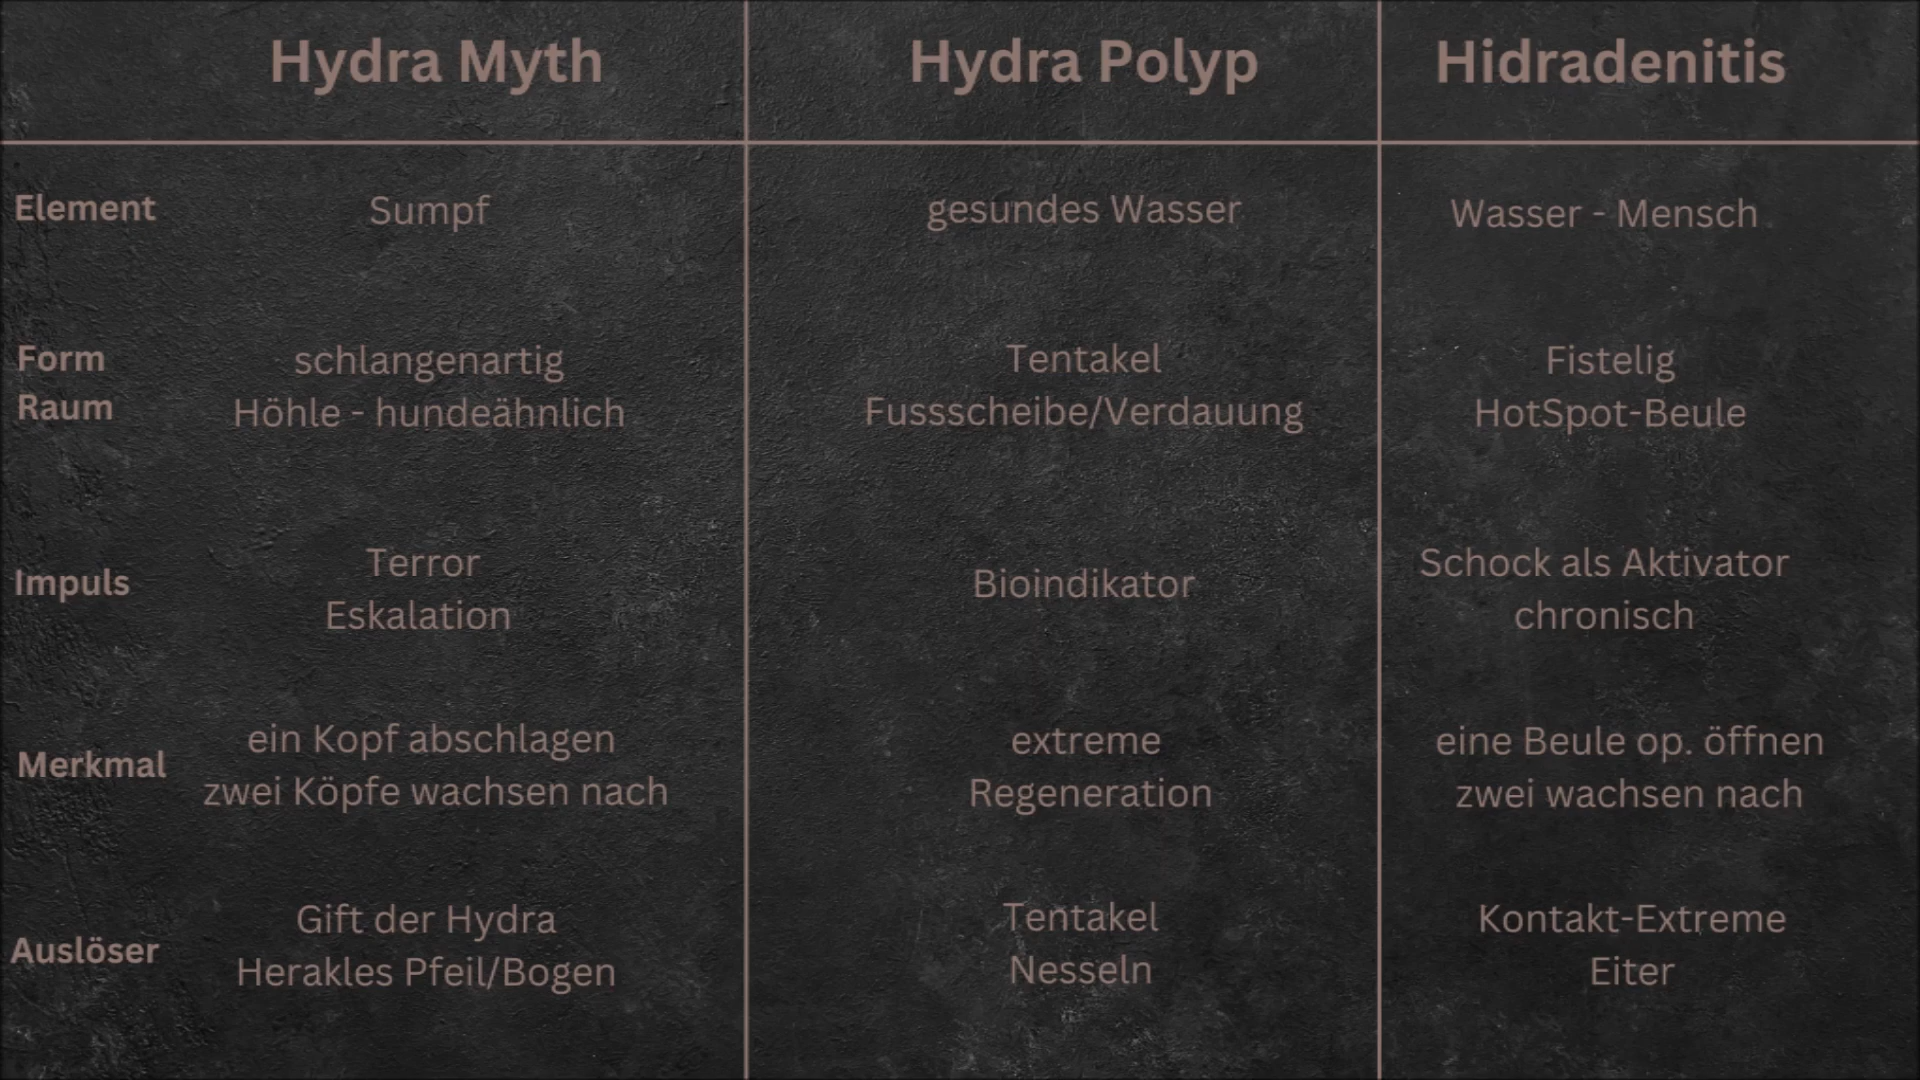 Hydra Myth
Hydra Polyp
Hidradenitis
Element
Sumpf
gesundes Wasser
Wasser - Mensch
Form
Raum
schlangenartig
Höhle - hundeähnlich
Tentakel
Fussscheibe/Verdauung
Fistelig
HotSpot-Beule
Impuls
Terror
Eskalation
Bioindikator
Schock als Aktivator
chronisch
Merkmal
ein Kopf abschlagen
zwei Köpfe wachsen nach
extreme
Regeneration
eine Beule op. öffnen
zwei wachsen nach
Auslöser
Gift der Hydra
Herakles Pfeil/Bogen
Tentakel
Nesseln
Kontakt-Extreme
Eiter